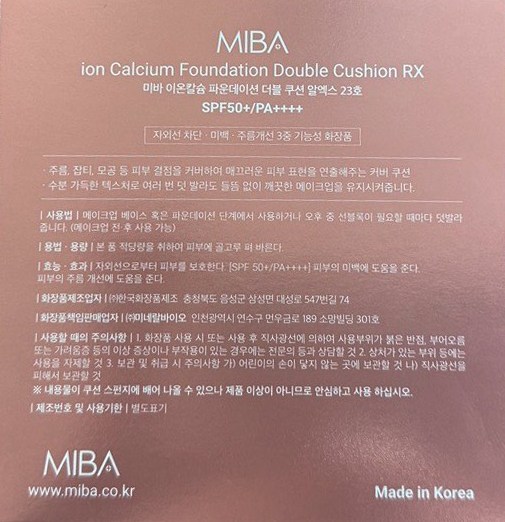 MIBA
ion Calcium Foundation Double Cushion RX
미바 이온칼슘 파운데이션 더블 쿠션 알엑스 23호
SPF50+/PA++++
자외선 차단 · 미백 · 주름개선 3중 기능성 화장품
· 주름, 잡티, 모공 등 피부 결점을 커버하여 매끄러운 피부 표현을 연출해주는 커버 쿠션
· 수분 가득한 텍스처로 여러 번 덧 발라도 들뜸 없이 깨끗한 메이크업을 유지시켜줍니다.
| 사용법 | 메이크업 베이스 혹은 파운데이션 단계에서 사용하거나 오후 중 선블록이 필요할 때마다 덧발라
줍니다. (메이크업 전·후 사용 가능)
| 용법 · 용량 | 본 품 적당량을 취하여 피부에 골고루 펴 바른다.
| 효능 · 효과 | 자외선으로부터 피부를 보호한다. [SPF 50+/PA++++] 피부의 미백에 도움을 준다.
피부의 주름 개선에 도움을 준다.
| 화장품제조업자 | ㈜한국화장품제조 충청북도 음성군 삼성면 대성로 547번길 74
| 화장품책임판매업자 | ㈜미네랄바이오 인천광역시 연수구 먼우금로 189 소망빌딩 301호
| 사용할 때의 주의사항 | 1. 화장품 사용 시 또는 사용 후 직사광선에 의하여 사용부위가 붉은 반점, 부어오름
또는 가려움증 등의 이상 증상이나 부작용이 있는 경우에는 전문의 등과 상담할 것 2. 상처가 있는 부위 등에는
사용을 자제할 것 3. 보관 및 취급 시 주의사항 가) 어린이의 손이 닿지 않는 곳에 보관할 것 나) 직사광선을
피해서 보관할 것
※ 내용물이 쿠션 스펀지에 배어 나올 수 있으나 제품 이상이 아니므로 안심하고 사용 하십시오.
| 제조번호 및 사용기한 | 별도표기
MIBA
www.miba.co.kr
Made in Korea